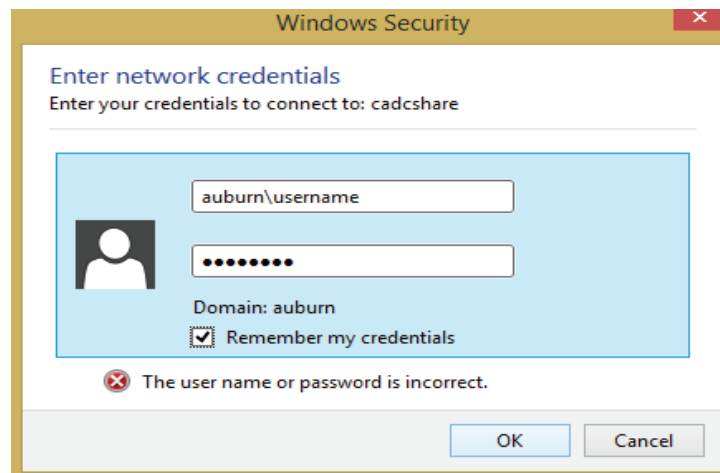 Windows Security
Enter network credentials
Enter your credentials to connect to: cadcshare
auburn\username
●●●●●●●●
Domain: auburn
Remember my credentials
The user name or password is incorrect.
OK
Cancel